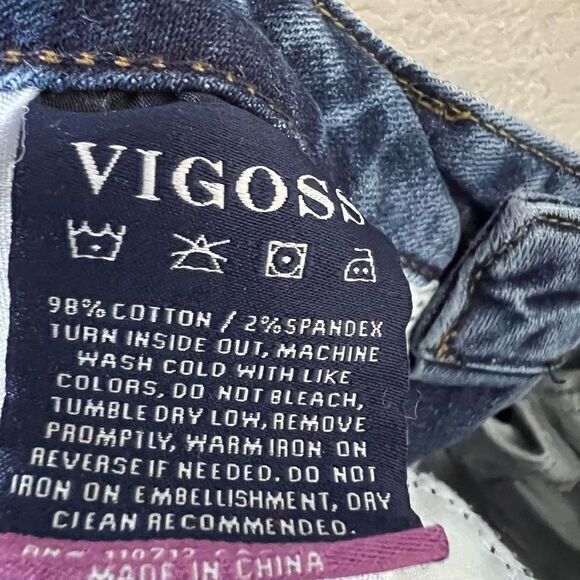 VIGOSS
98% COTTON / 2% SPANDEX
TURN INSIDE OUT, MACHINE
WASH COLD WITH LIKE
COLORS, DO NOT BLEACH,
TUMBLE DRY LOW, REMOVE
PROMPTLY, WARM IRON ON
REVERSE IF NEEDED. DO NOT
IRON ON EMBELLISHMENT, DRY
CLEAN RECOMMENDED.
MADE IN CHINA